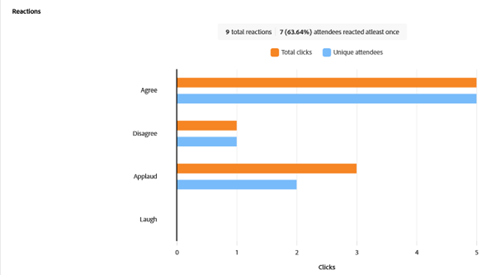 Reactions
9 total reactions | 7 (63.64%) attendees reacted atleast once
Total clicks Unique attendees
Agree
Disagree
Applaud
Laugh
0 1 2 3 4 5
Clicks